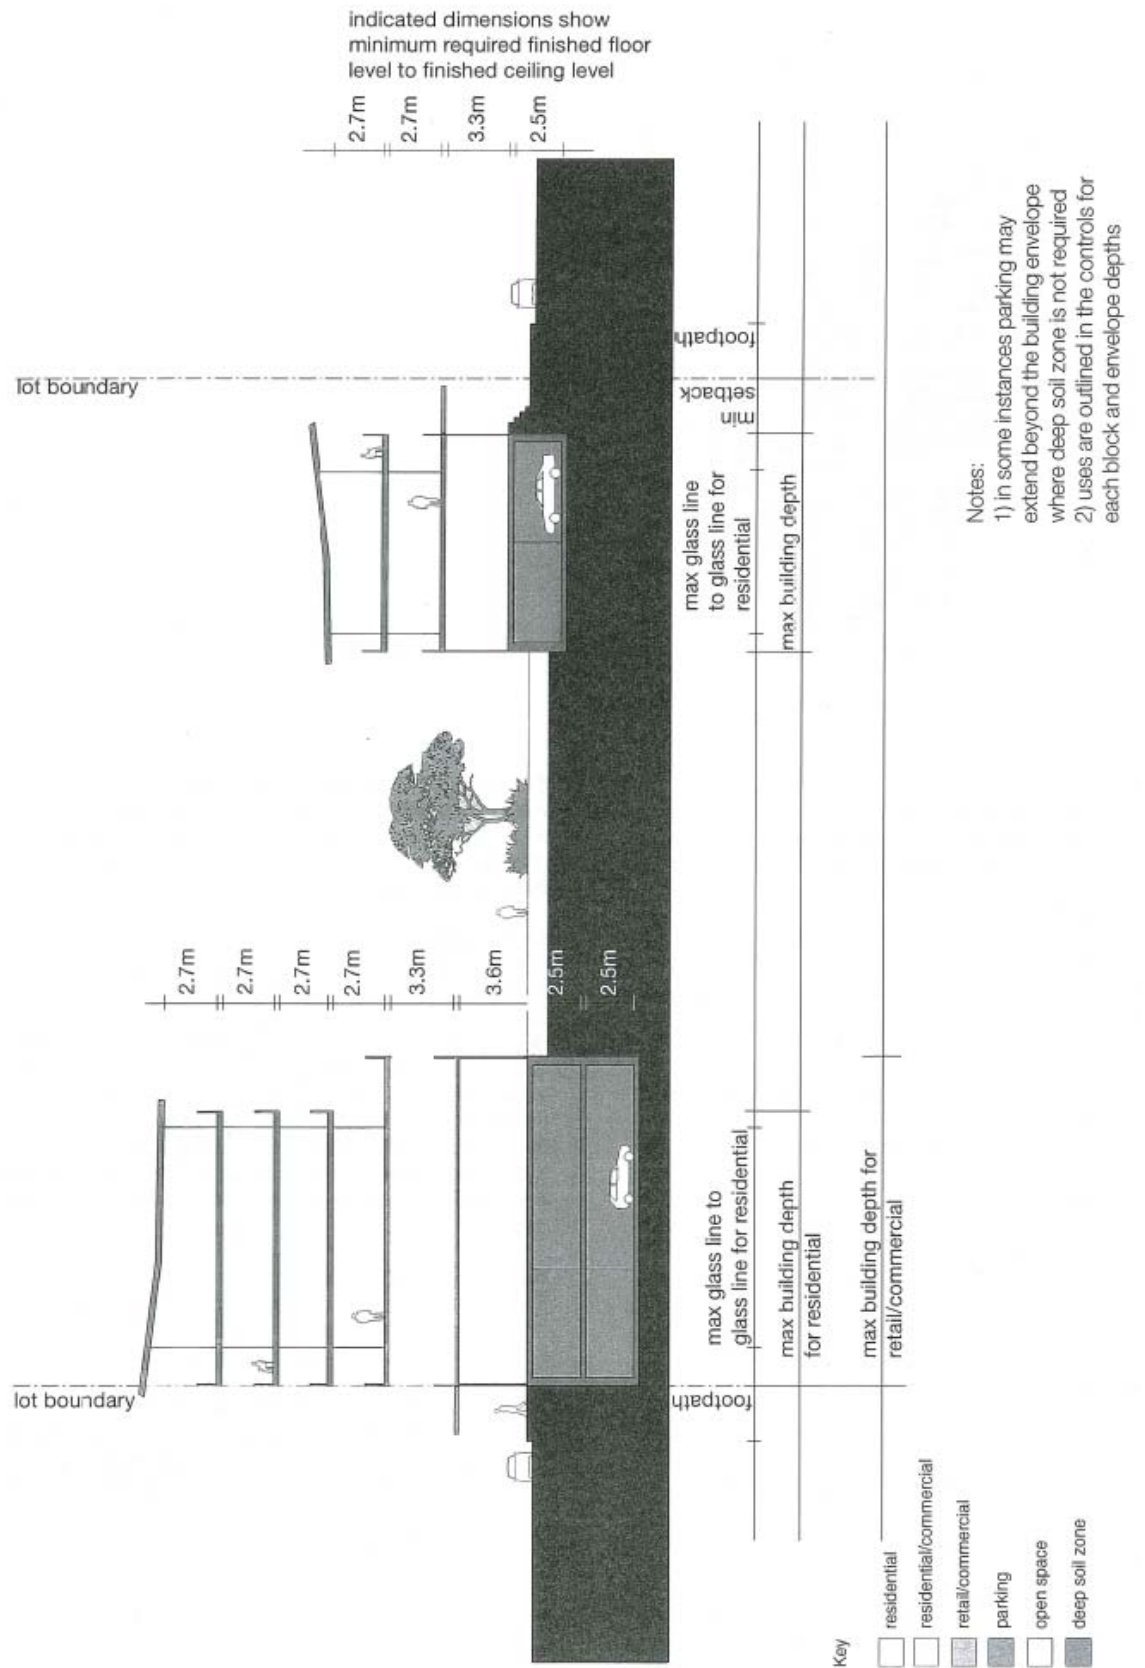 indicated dimensions show
minimum required finished floor
level to finished ceiling level
2.7m
2.7m
3.3m
2.5m
lot boundary
footpath
min
setback
max glass line
to glass line for
residential
max building depth
2.7m
2.7m
2.7m
2.7m
3.3m
3.6m
2.5m
2.5m
lot boundary
footpath
max glass line to
glass line for residential
max building depth
for residential
max building depth for
retail/commercial
Notes:
1) in some instances parking may
extend beyond the building envelope
where deep soil zone is not required
2) uses are outlined in the controls for
each block and envelope depths
Key
residential
residential/commercial
retail/commercial
parking
open space
deep soil zone